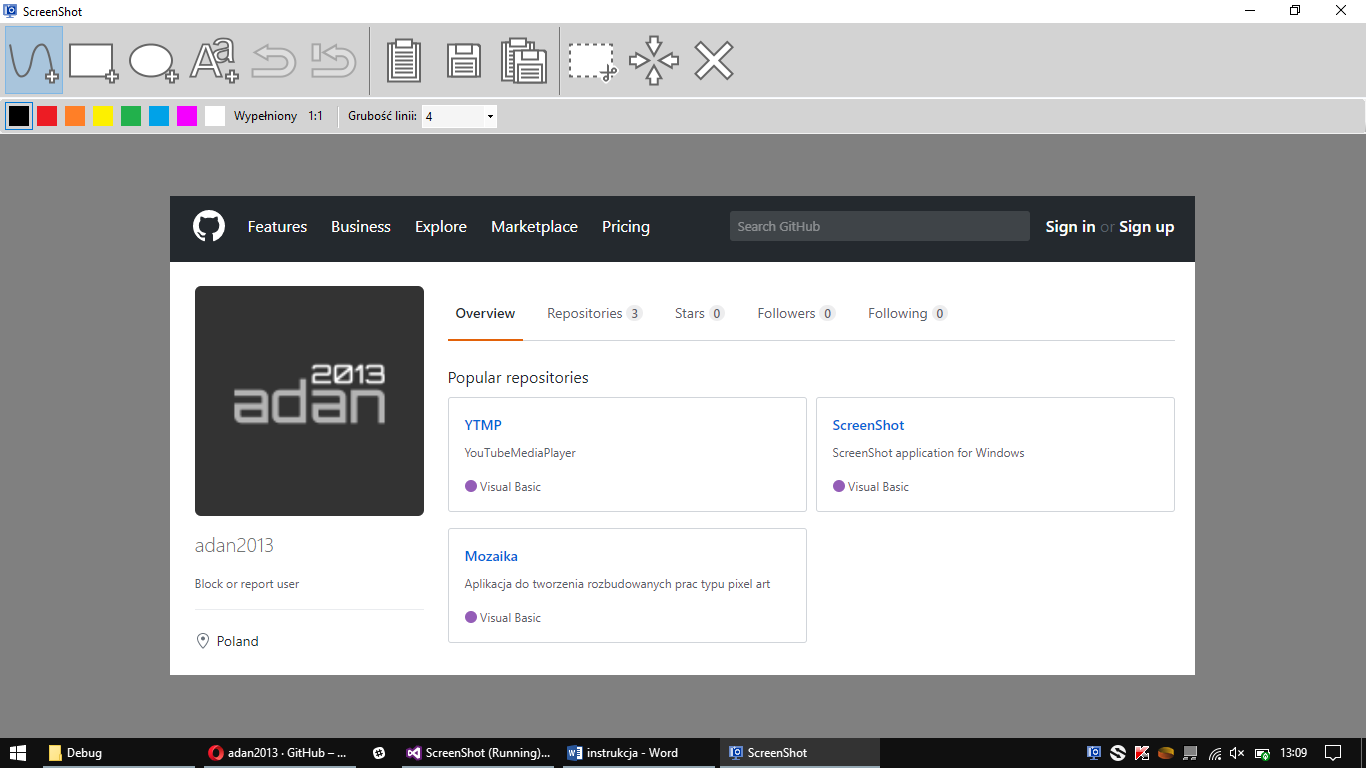 ScreenShot
Wypełniony 1:1 Grubość linii: 4
Features Business Explore Marketplace Pricing Search GitHub Sign in or Sign up
Overview Repositories 3 Stars 0 Followers 0 Following 0
2013
adan
adan2013
Block or report user
Poland
Popular repositories
YTMP
YouTubeMediaPlayer
Visual Basic
ScreenShot
ScreenShot application for Windows
Visual Basic
Mozaika
Aplikacja do tworzenia rozbudowanych prac typu pixel art
Visual Basic
Debug adan2013 · GitHub – ... ScreenShot (Running)... instrukcja - Word ScreenShot 13:09